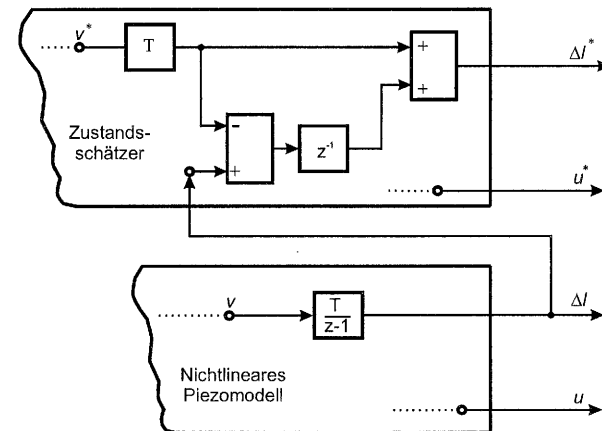 v*
T
+
Δl*
+
−
Zustands-
schätzer
z⁻¹
+
u*
v
T
z-1
Δl
Nichtlineares
Piezomodell
u